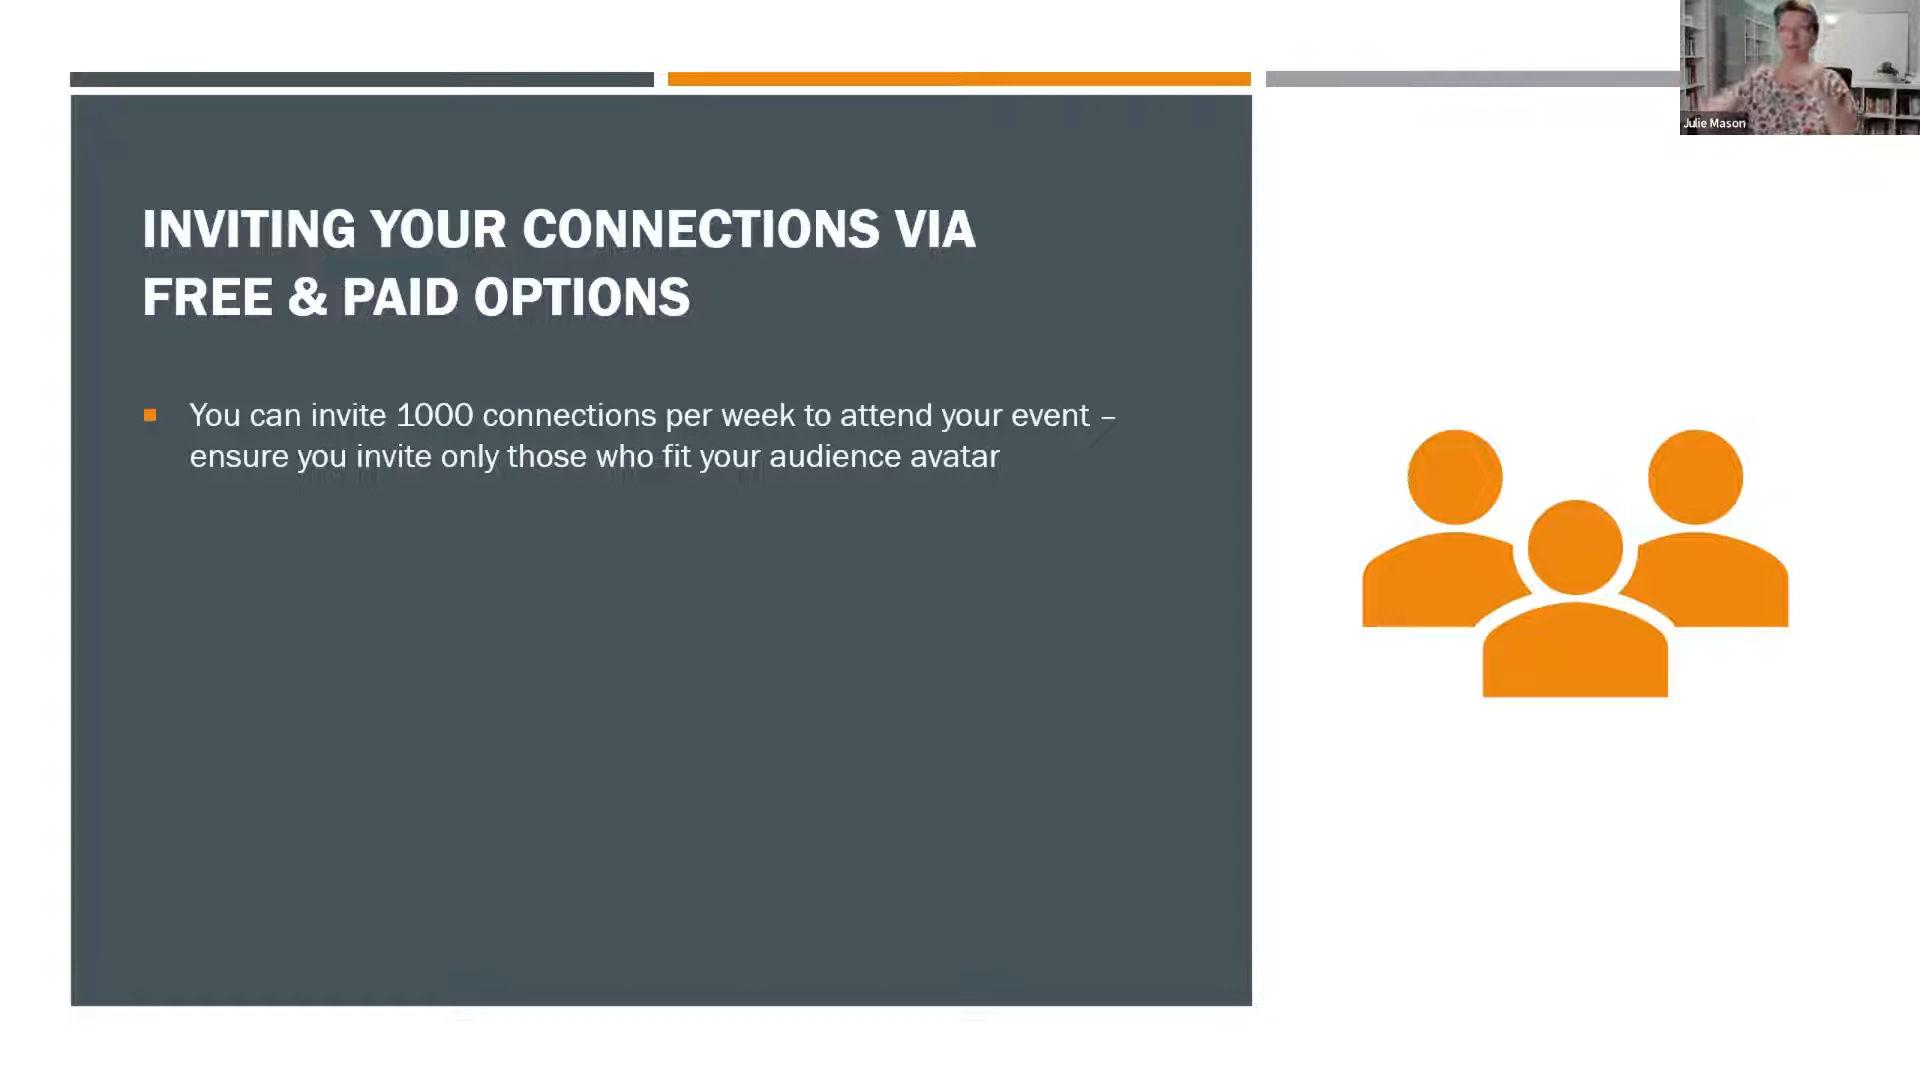 INVITING YOUR CONNECTIONS VIA
FREE & PAID OPTIONS
You can invite 1000 connections per week to attend your event –
ensure you invite only those who fit your audience avatar
Julie Mason